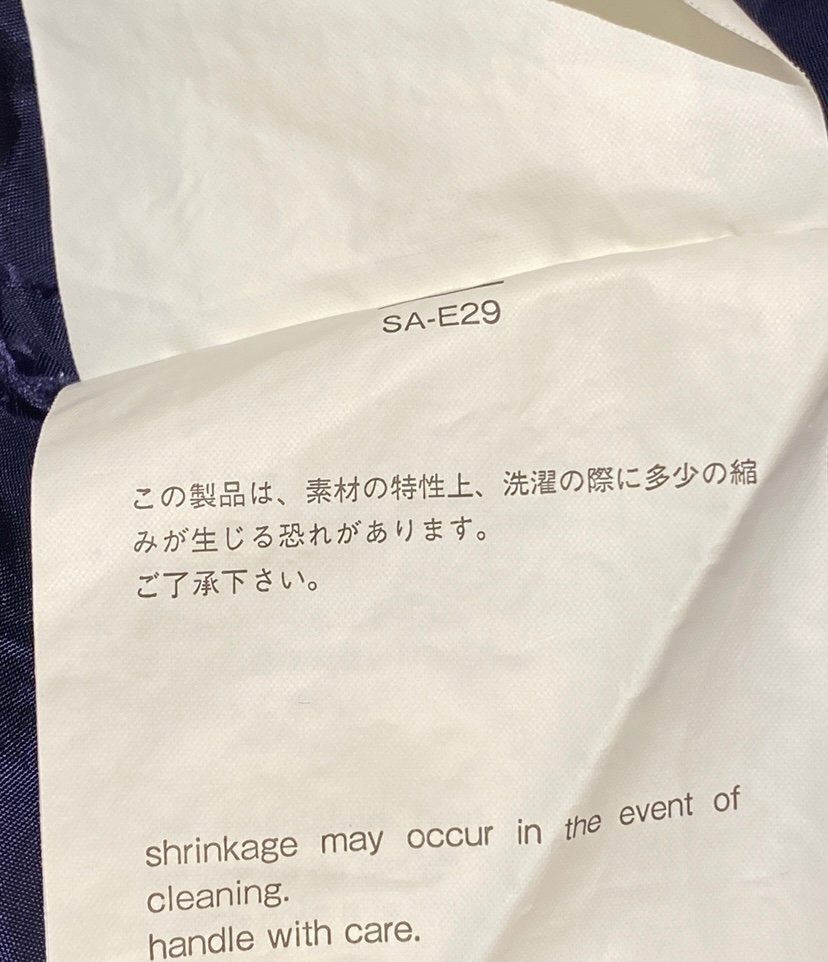 SA-E29
この製品は、素材の特性上、洗濯の際に多少の縮
みが生じる恐れがあります。
ご了承下さい。
shrinkage may occur in the event of
cleaning.
handle with care.